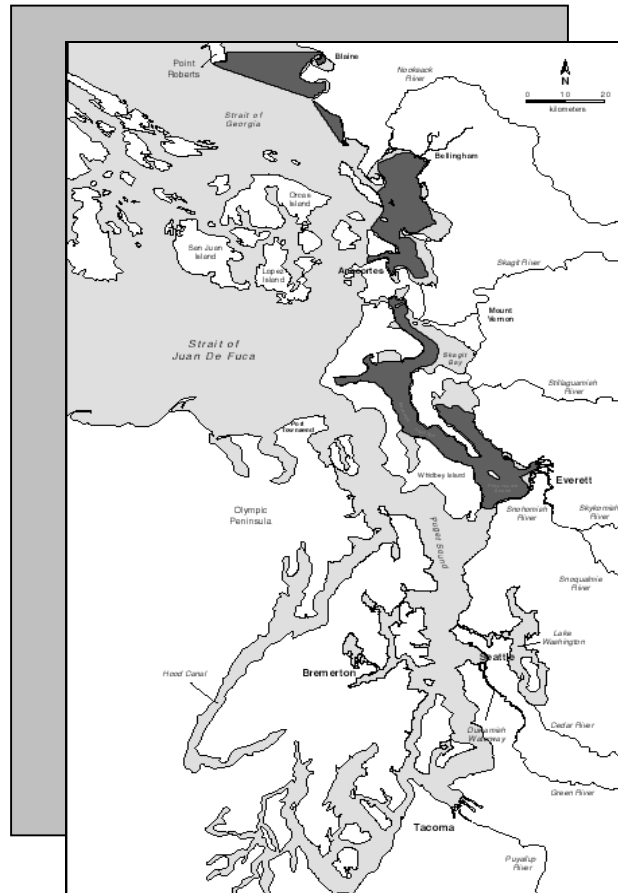 Point
Roberts
Blaine
Nooksack
River
N
0 10 20
kilometers
Strait of
Georgia
Bellingham
Orcas
Island
San Juan
Island
Lopez
Island
Anacortes
Skagit River
Mount
Vernon
Strait of
Juan De Fuca
Skagit
Bay
Stillaguamish
River
Port
Townsend
Whidbey Island
Everett
Olympic
Peninsula
Snohomish
River
Skykomish
River
Puget Sound
Snoqualmie
River
Lake
Washington
Seattle
Hood Canal
Bremerton
Duwamish
Waterway
Cedar River
Green River
Tacoma
Puyallup
River